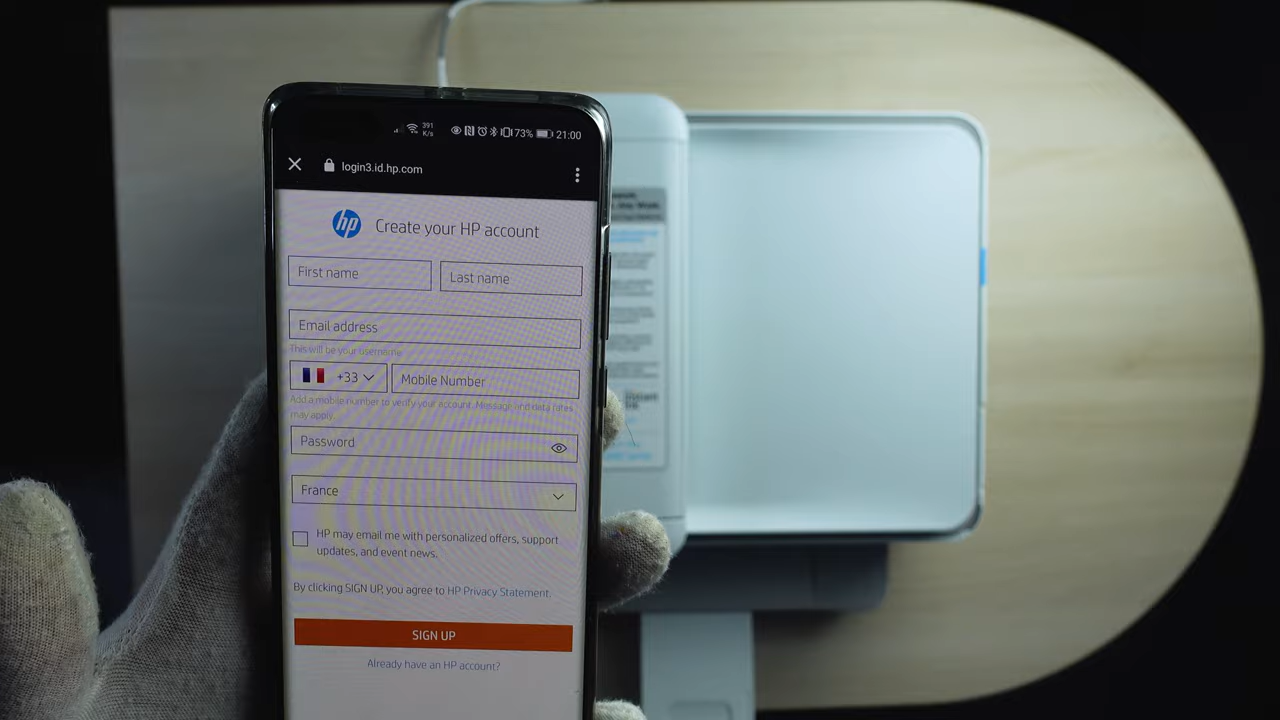 391
K/s
73%
21:00
login3.id.hp.com
hp
Create your HP account
First name
Last name
Email address
This will be your username
+33
Mobile Number
Add a mobile number to verify your account. Message and data rates
may apply.
Password
France
HP may email me with personalized offers, support
updates, and event news.
By clicking SIGN UP, you agree to HP Privacy Statement.
SIGN UP
Already have an HP account?